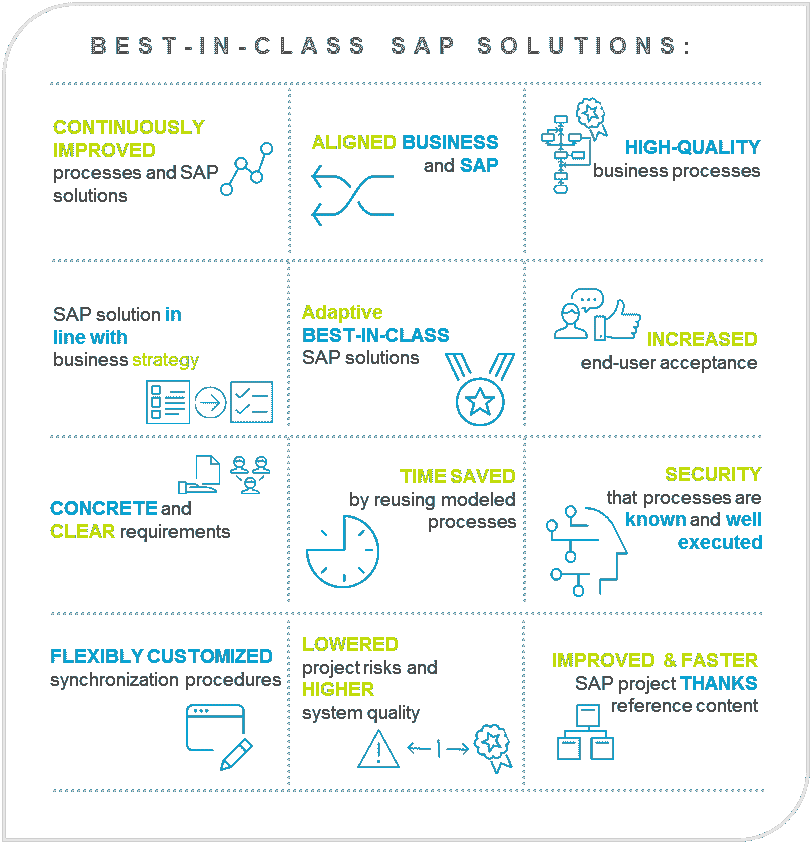 BEST-IN-CLASS SAP SOLUTIONS:
CONTINUOUSLY
IMPROVED
processes and SAP
solutions
ALIGNED BUSINESS
and SAP
HIGH-QUALITY
business processes
SAP solution in
line with
business strategy
Adaptive
BEST-IN-CLASS
SAP solutions
INCREASED
end-user acceptance
CONCRETE and
CLEAR requirements
TIME SAVED
by reusing modeled
processes
SECURITY
that processes are
known and well
executed
FLEXIBLY CUSTOMIZED
synchronization procedures
LOWERED
project risks and
HIGHER
system quality
IMPROVED & FASTER
SAP project THANKS
reference content